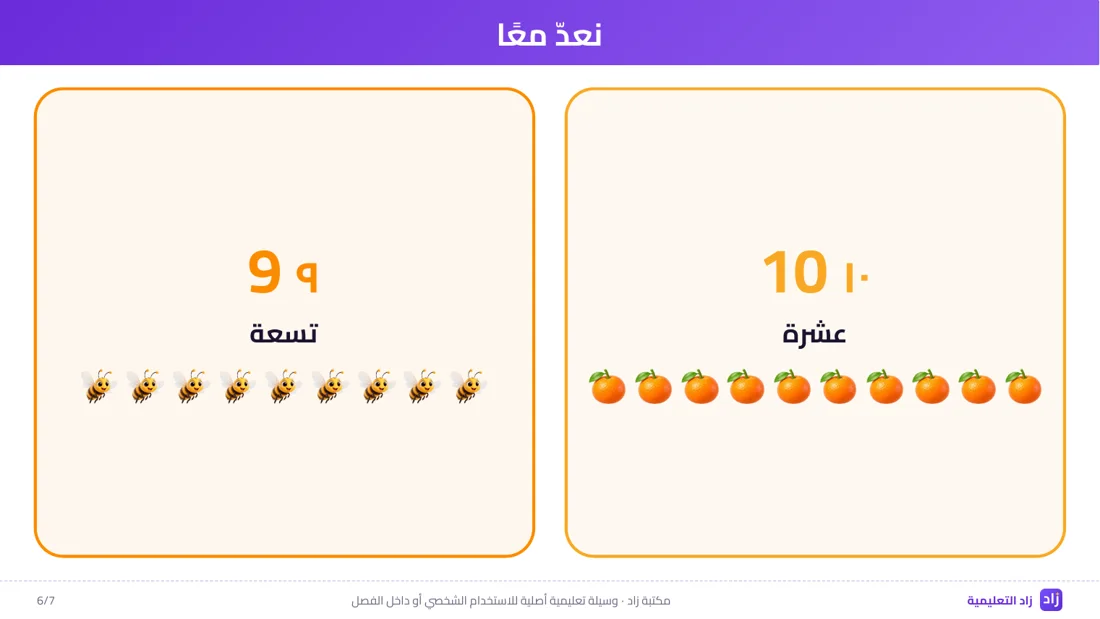 نعدّ معًا
١٠ 10
عشرة
٩ 9
تسعة
زاد زاد التعليمية
مكتبة زاد · وسيلة تعليمية أصلية للاستخدام الشخصي أو داخل الفصل
6/7